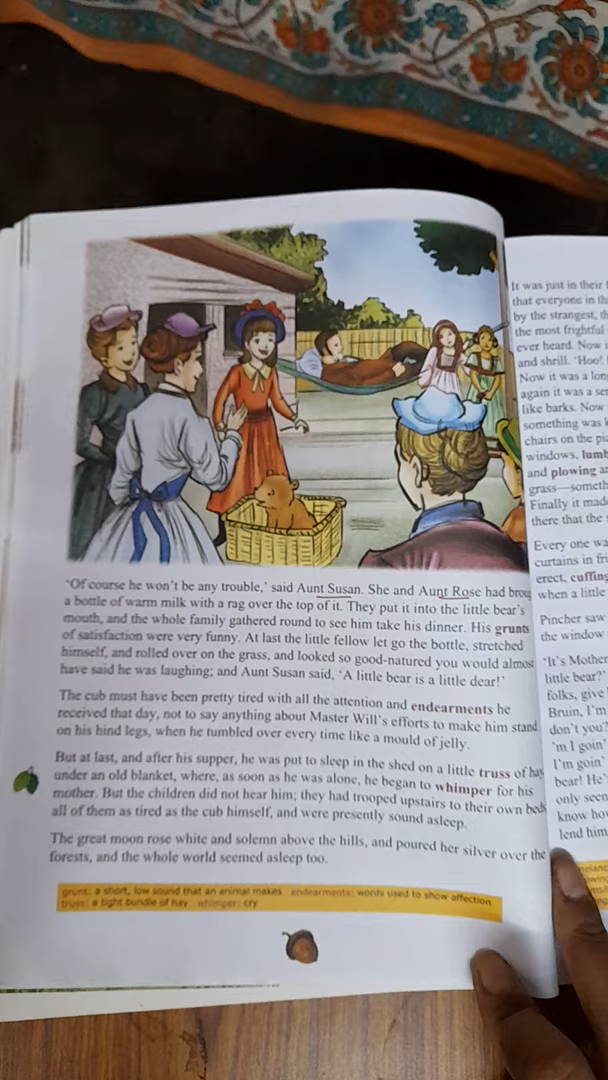 'Of course he won't be any trouble,' said Aunt Susan. She and Aunt Rose had
a bottle of warm milk with a rag over the top of it. They put it into the little bear's
mouth, and the whole family gathered round to see him take his dinner. His grunts
of satisfaction were very funny. At last the little fellow let go the bottle, stretched
himself, and rolled over on the grass, and looked so good-natured you would almost
have said he was laughing; and Aunt Susan said, 'A little bear is a little dear!'
The cub must have been pretty tired with all the attention and endearments he
received that day, not to say anything about Master Will's efforts to make him stand
on his hind legs, when he tumbled over every time like a mould of jelly.
But at last, and after his supper, he was put to sleep in the shed on a little truss of hay
under an old blanket, where, as soon as he was alone, he began to whimper for his
mother. But the children did not hear him; they had trooped upstairs to their own beds
all of them as tired as the cub himself, and were presently sound asleep.
The great moon rose white and solemn above the hills, and poured her silver over the
forests, and the whole world seemed asleep too.
grunt: a short, low sound that an animal makes endearments: words used to show affection
truss: a tight bundle of hay whimper: cry
It was just in their
that everyone in
by the strangest,
the most frightful
ever heard. Now
and shrill. 'Hoo!
Now it was a
again it was a
like barks. Now
something was
chairs on the
windows,
and plowing
grass—
Finally it
there that the
Every one
curtains in
erect,
when a little
Pincher saw
the window
'It's
little bear?'
folks, give
Bruin, I'm
don't you?
'm I goin'
I'm goin'
bear! He'
only
know
lend him